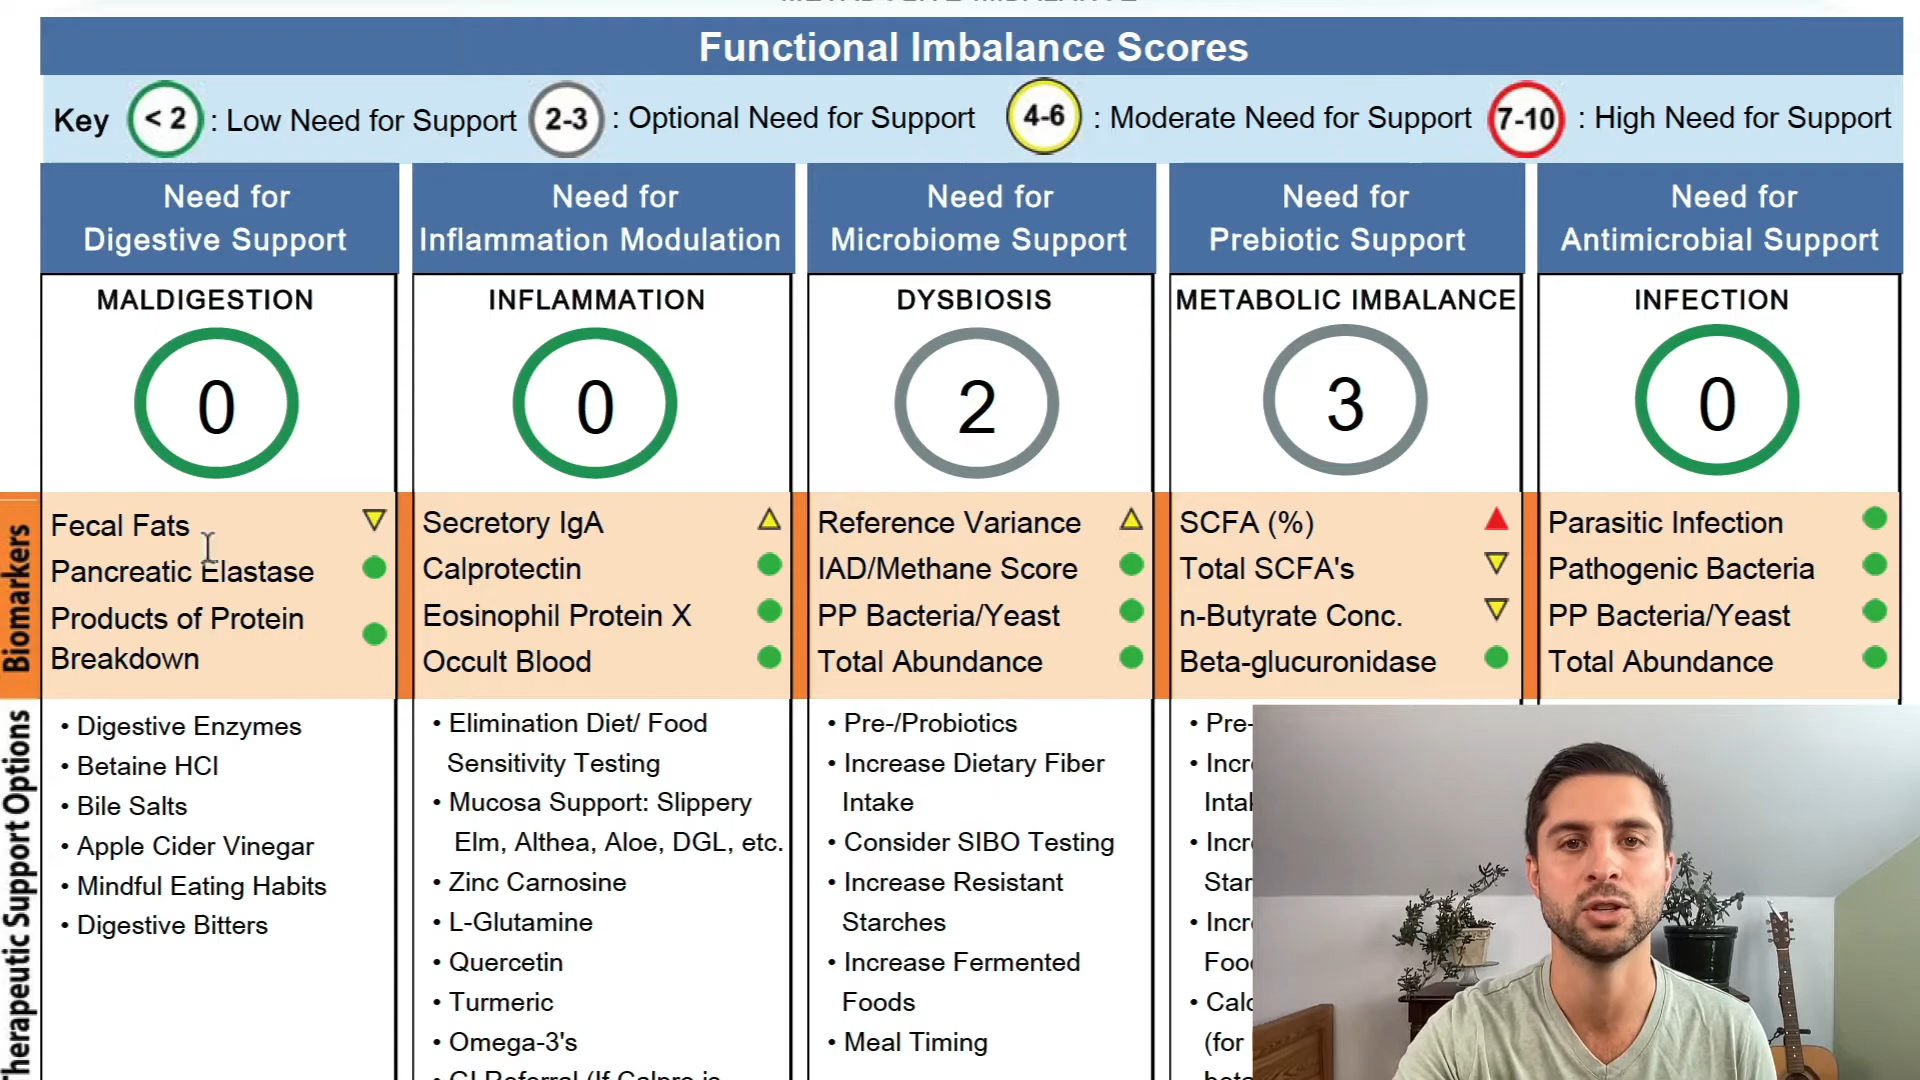 Functional Imbalance Scores
Key < 2 : Low Need for Support 2-3 : Optional Need for Support 4-6 : Moderate Need for Support 7-10 : High Need for Support
Need for
Digestive Support
MALDIGESTION
0
Fecal Fats
Pancreatic Elastase
Products of Protein
Breakdown
• Digestive Enzymes
• Betaine HCl
• Bile Salts
• Apple Cider Vinegar
• Mindful Eating Habits
• Digestive Bitters
Need for
Inflammation Modulation
INFLAMMATION
0
Secretory IgA
Calprotectin
Eosinophil Protein X
Occult Blood
• Elimination Diet/ Food
Sensitivity Testing
• Mucosa Support: Slippery
Elm, Althea, Aloe, DGL, etc.
• Zinc Carnosine
• L-Glutamine
• Quercetin
• Turmeric
• Omega-3's
Need for
Microbiome Support
DYSBIOSIS
2
Reference Variance
IAD/Methane Score
PP Bacteria/Yeast
Total Abundance
• Pre-/Probiotics
• Increase Dietary Fiber
Intake
• Consider SIBO Testing
• Increase Resistant
Starches
• Increase Fermented
Foods
• Meal Timing
Need for
Prebiotic Support
METABOLIC IMBALANCE
3
SCFA (%)
Total SCFA's
n-Butyrate Conc.
Beta-glucuronidase
• Pre-
(for
Need for
Antimicrobial Support
INFECTION
0
Parasitic Infection
Pathogenic Bacteria
PP Bacteria/Yeast
Total Abundance
Biomarkers
Therapeutic Support Options